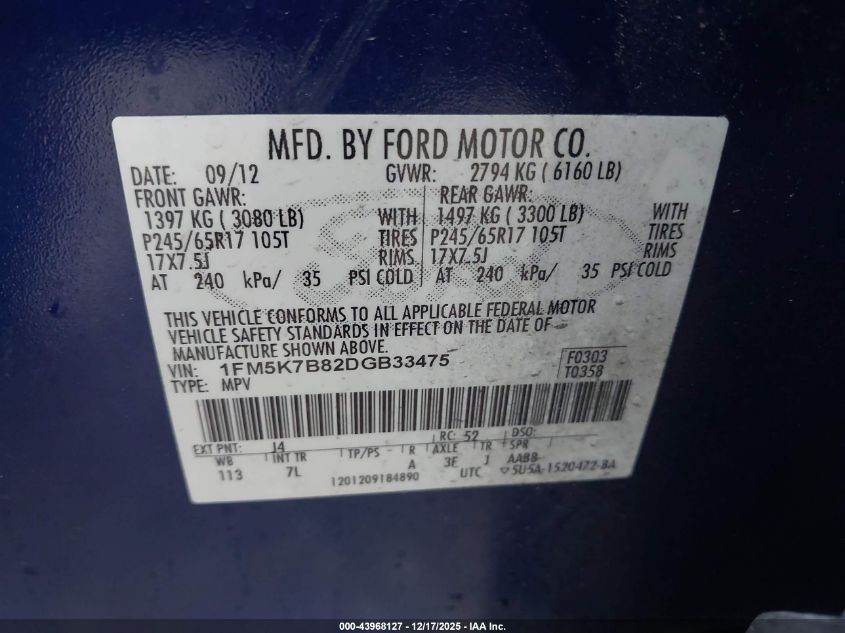 MFD. BY FORD MOTOR CO.
DATE: 09/12 GVWR: 2794 KG ( 6160 LB)
FRONT GAWR: REAR GAWR:
1397 KG ( 3080 LB) WITH 1497 KG ( 3300 LB) WITH
P245/65R17 105T TIRES P245/65R17 105T TIRES
17X7.5J RIMS 17X7.5J RIMS
AT 240 kPa/ 35 PSI COLD AT 240 kPa/ 35 PSI COLD
THIS VEHICLE CONFORMS TO ALL APPLICABLE FEDERAL MOTOR
VEHICLE SAFETY STANDARDS IN EFFECT ON THE DATE OF
MANUFACTURE SHOWN ABOVE.
VIN: 1FM5K7B82DGB33475 F0303
TYPE: MPV T0358
EXT PNT: J4 RC: 52 DSO:
WB INT TR TP/PS R AXLE TR SPR
113 7L A 3F J AABB
1201209184890 UTC 5U5A-1520472-BA
000-43968127 - 12/17/2025 - IAA Inc.